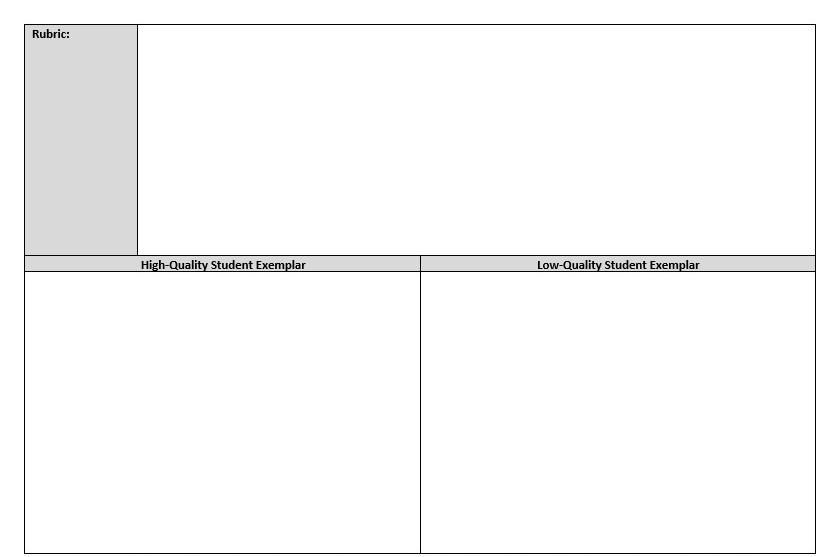 Rubric:
High-Quality Student Exemplar
Low-Quality Student Exemplar